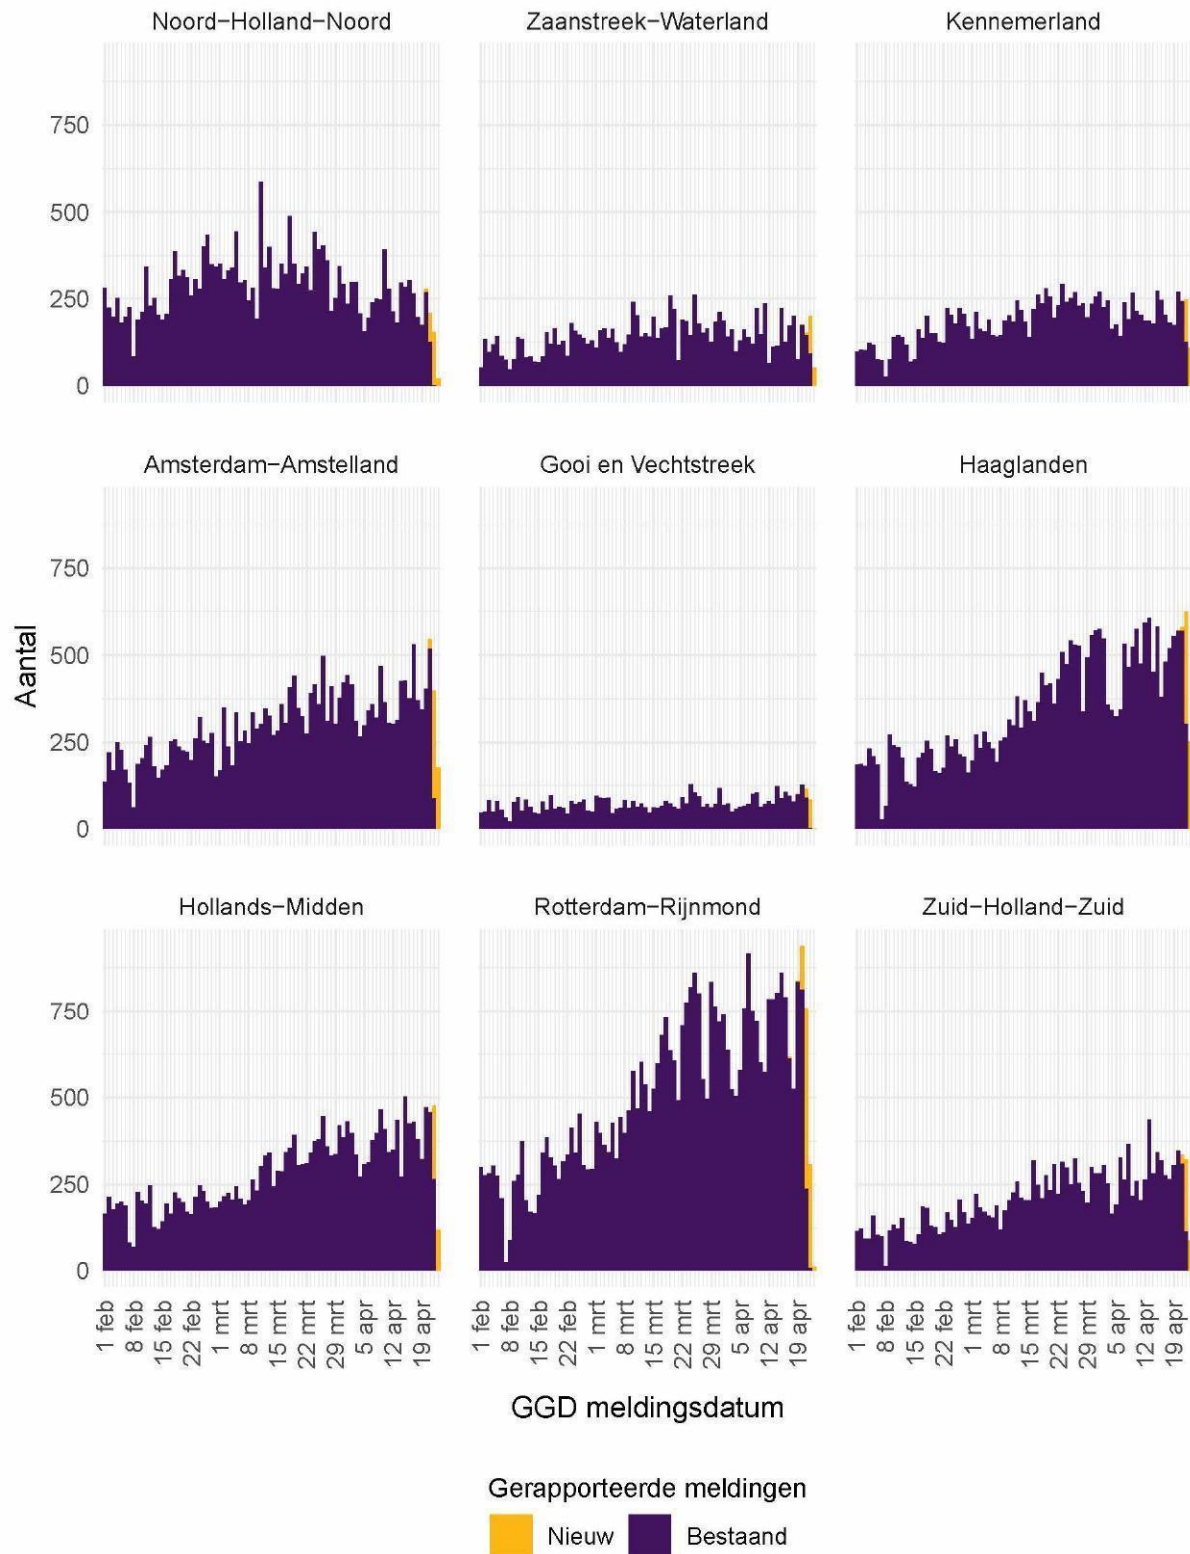 Noord-Holland-Noord
Zaanstreek-Waterland
Kennemerland
750
500
250
0
Amsterdam-Amstelland
Gooi en Vechtstreek
Haaglanden
750
500
250
0
Aantal
Hollands-Midden
Rotterdam-Rijnmond
Zuid-Holland-Zuid
750
500
250
0
1 feb
8 feb
15 feb
22 feb
1 mrt
8 mrt
15 mrt
22 mrt
29 mrt
5 apr
12 apr
19 apr
1 feb
8 feb
15 feb
22 feb
1 mrt
8 mrt
15 mrt
22 mrt
29 mrt
5 apr
12 apr
19 apr
1 feb
8 feb
15 feb
22 feb
1 mrt
8 mrt
15 mrt
22 mrt
29 mrt
5 apr
12 apr
19 apr
GGD meldingsdatum
Gerapporteerde meldingen
Nieuw Bestaand